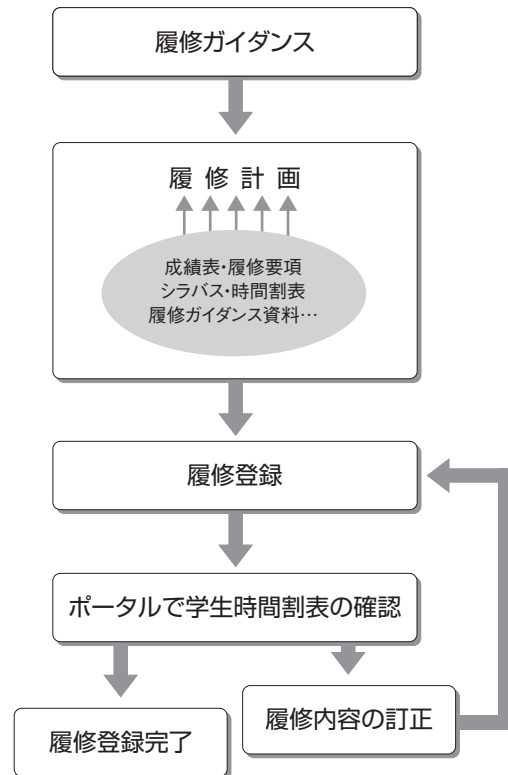 履修ガイダンス
履修計画
成績表・履修要項
シラバス・時間割表
履修ガイダンス資料…
履修登録
ポータルで学生時間割表の確認
履修登録完了
履修内容の訂正